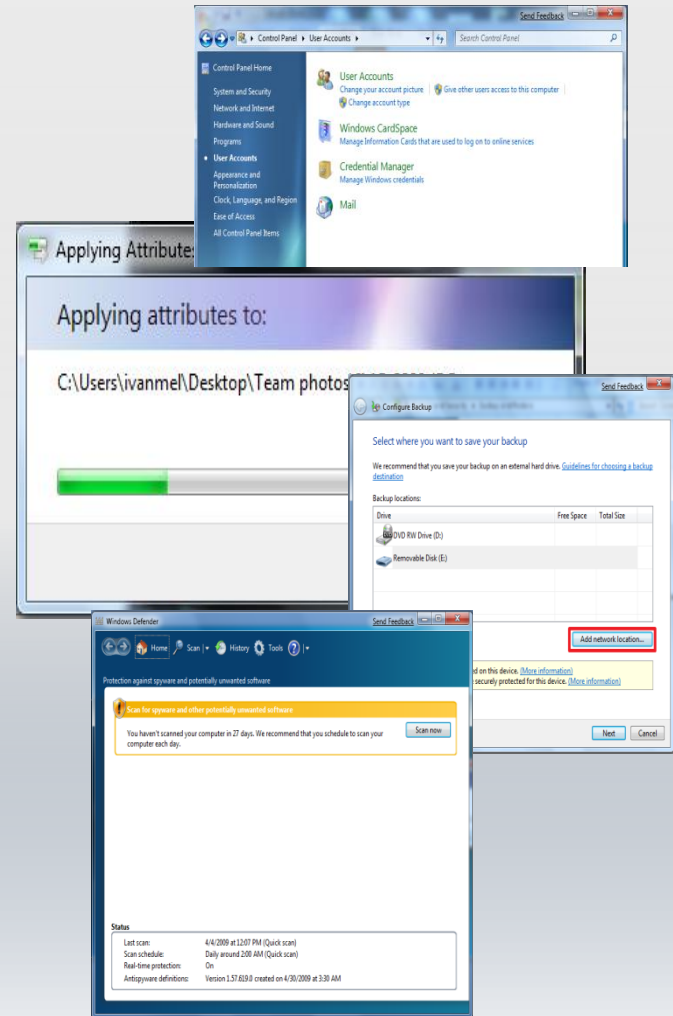 Send Feedback
Control Panel User Accounts
Search Control Panel
Control Panel Home
System and Security
Network and Internet
Hardware and Sound
Programs
User Accounts
Appearance and
Personalization
Clock, Language, and Region
Ease of Access
All Control Panel Items
User Accounts
Change your account picture
Give other users access to this computer
Change account type
Windows CardSpace
Manage Information Cards that are used to log on to online services
Credential Manager
Manage Windows credentials
Mail
Applying Attribute
Applying attributes to:
C:\Users\ivanmel\Desktop\Team photos
Send Feedback
Configure Backup
Select where you want to save your backup
We recommend that you save your backup on an external hard drive. Guidelines for choosing a backup
destination
Backup locations:
Drive Free Space Total Size
DVD RW Drive (D:)
Removable Disk (E:)
Add network location...
ed on this device. (More information)
securely protected for this device. (More information)
Next Cancel
Windows Defender
Send Feedback
Home Scan History Tools
Protection against spyware and potentially unwanted software
Scan for spyware and other potentially unwanted software
You haven't scanned your computer in 27 days. We recommend that you schedule to scan your
computer each day.
Scan now
Status
Last scan: 4/4/2009 at 12:07 PM (Quick scan)
Scan schedule: Daily around 2:00 AM (Quick scan)
Real-time protection: On
Antispyware definitions: Version 1.57.619.0 created on 4/30/2009 at 3:30 AM